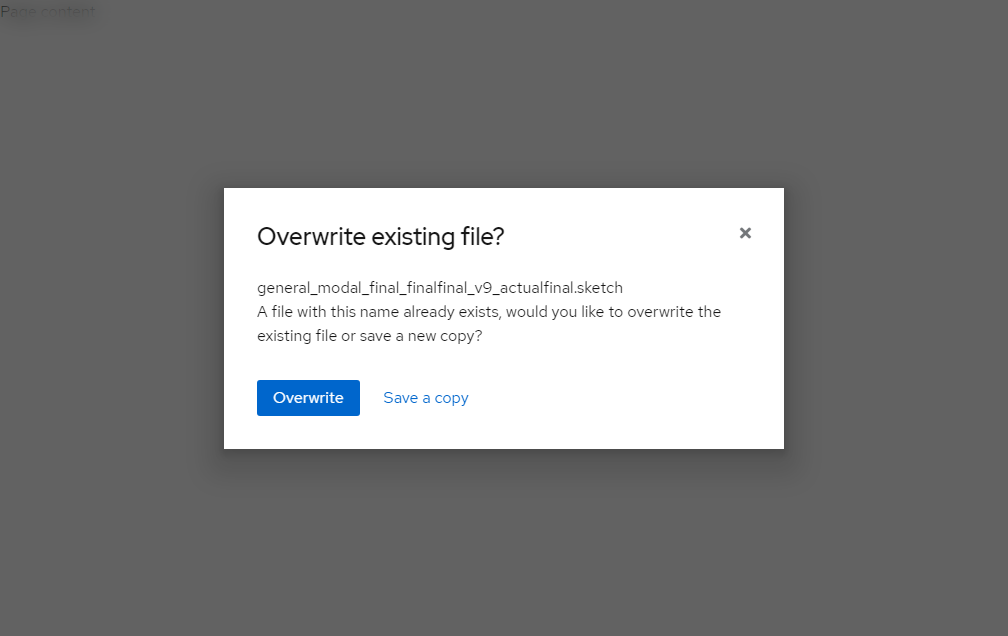 Page content
Overwrite existing file?
general_modal_final_finalfinal_v9_actualfinal.sketch
A file with this name already exists, would you like to overwrite the
existing file or save a new copy?
Overwrite
Save a copy